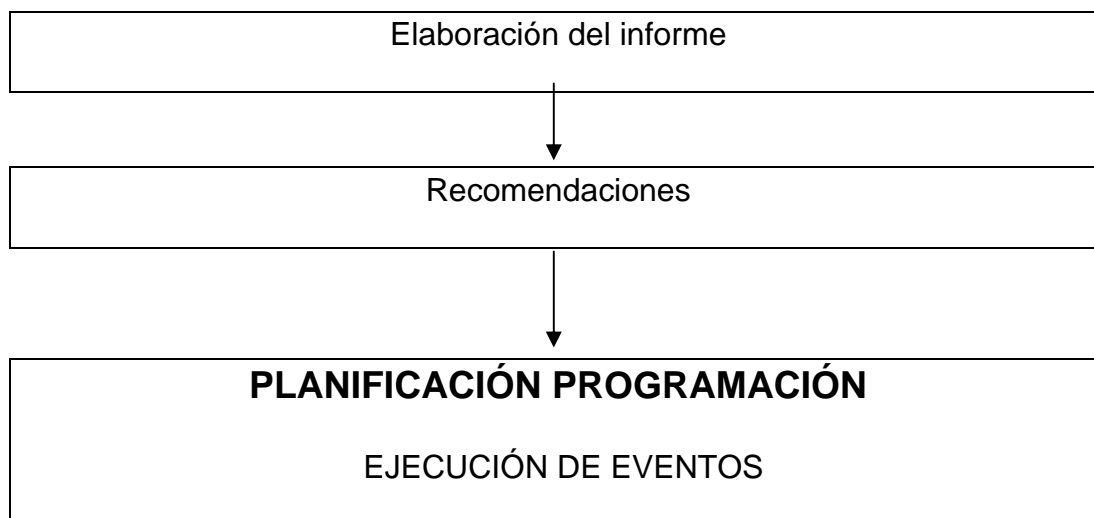 Elaboración del informe
Recomendaciones
PLANIFICACIÓN PROGRAMACIÓN
EJECUCIÓN DE EVENTOS